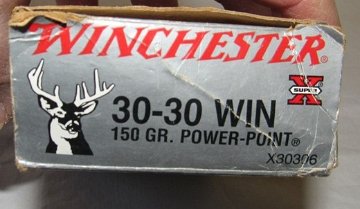 WINCHESTER
SUPER X
30-30 WIN
150 GR. POWER-POINT®
X30306